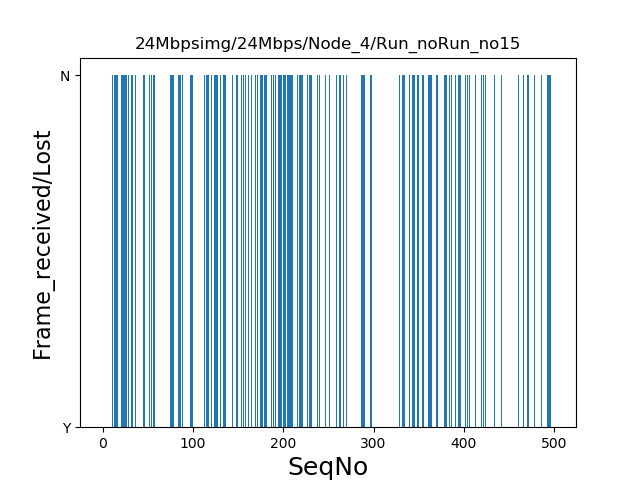 24Mbpsimg/24Mbps/Node_4/Run_noRun_no15
N
Frame_received/Lost
Y
0 100 200 300 400 500
SeqNo